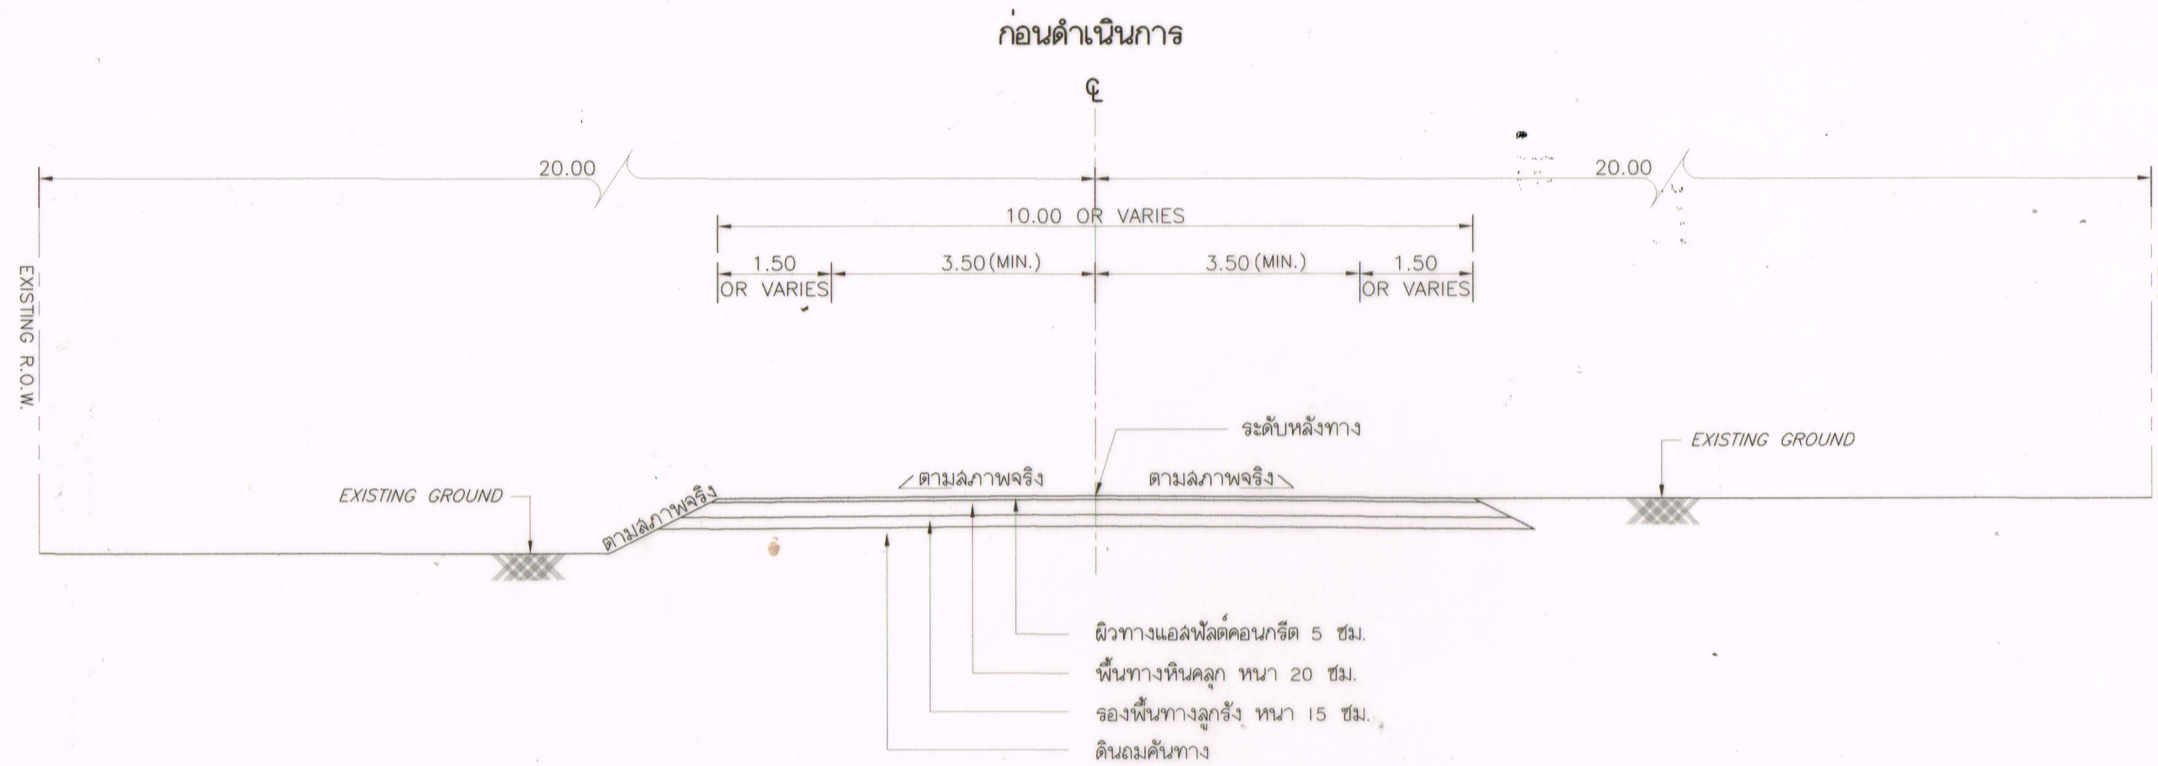 ก่อนดำเนินการ
℄
20.00
20.00
10.00 OR VARIES
1.50
OR VARIES
3.50(MIN.)
3.50(MIN.)
1.50
OR VARIES
EXISTING R.O.W.
ระดับหลังทาง
EXISTING GROUND
ตามสภาพจริง
ตามสภาพจริง
EXISTING GROUND
ตามสภาพจริง
ผิวทางแอสฟัลต์คอนกรีต 5 ซม.
พื้นทางหินคลุก หนา 20 ซม.
รองพื้นทางลูกรัง หนา 15 ซม.
ดินถมคันทาง